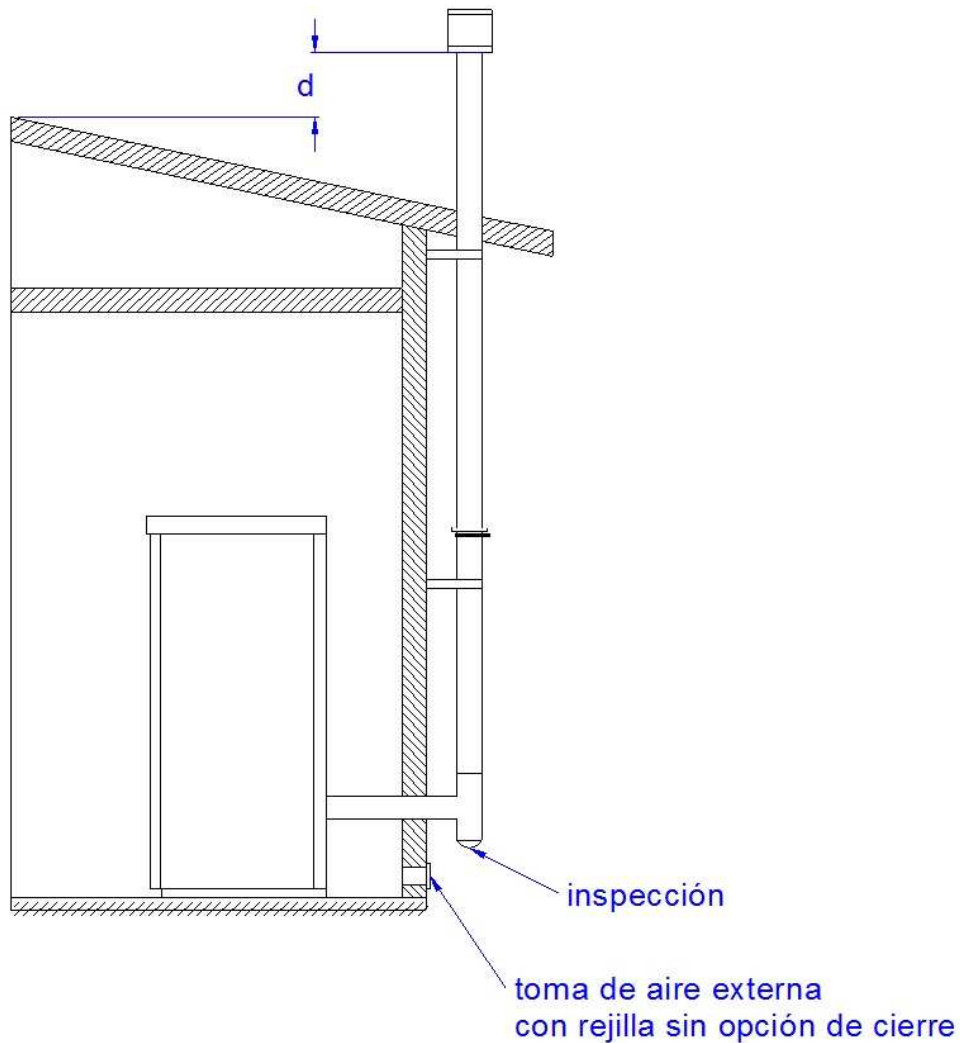 d
inspección
toma de aire externa
con rejilla sin opción de cierre